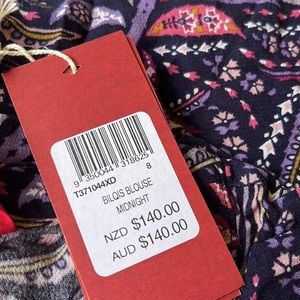 9 350044 318625
T371044XD 8
BILQIS BLOUSE
MIDNIGHT
NZD $140.00
AUD $140.00